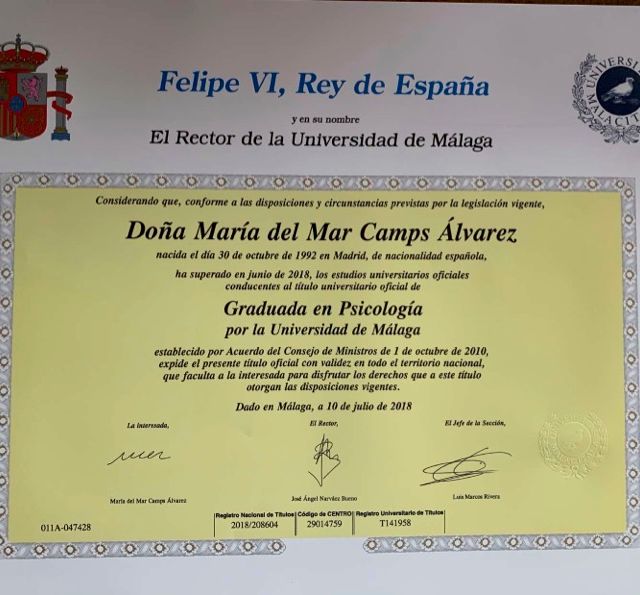 Felipe VI, Rey de España
y en su nombre
El Rector de la Universidad de Málaga
Considerando que, conforme a las disposiciones y circunstancias previstas por la legislación vigente,
Doña María del Mar Camps Álvarez
nacida el día 30 de octubre de 1992 en Madrid, de nacionalidad española,
ha superado en junio de 2018, los estudios universitarios oficiales
conducentes al título universitario oficial de
Graduada en Psicología
por la Universidad de Málaga
establecido por Acuerdo del Consejo de Ministros de 1 de octubre de 2010,
expide el presente título oficial con validez en todo el territorio nacional,
que faculta a la interesada para disfrutar los derechos que a este título
otorgan las disposiciones vigentes.
Dado en Málaga, a 10 de julio de 2018
La interesada, El Rector, El Jefe de la Sección,
María del Mar Camps Álvarez José Ángel Narváez Bueno Luis Marcos Rivera
Registro Nacional de Títulos Código de CENTRO Registro Universitario de Títulos
011A-047428 2018/208604 29014759 T141958